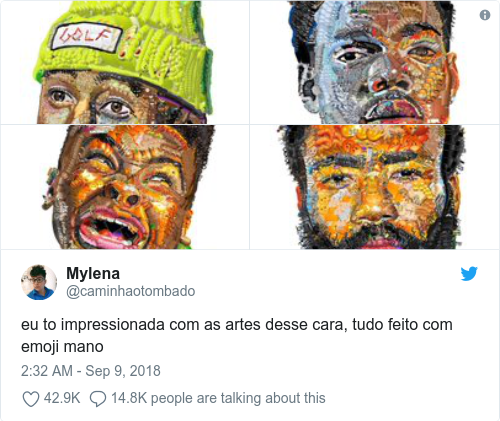 GOLF
Mylena
@caminhaotombado
eu to impressionada com as artes desse cara, tudo feito com
emoji mano
2:32 AM - Sep 9, 2018
42.9K 14.8K people are talking about this